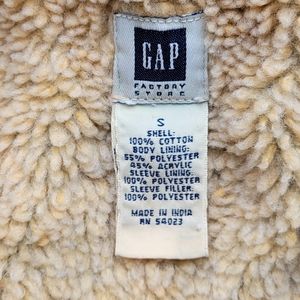 GAP
FACTORY
STORE
S
SHELL:
100% COTTON
BODY LINING:
55% POLYESTER
45% ACRYLIC
SLEEVE LINING:
100% POLYESTER
SLEEVE FILLER:
100% POLYESTER
MADE IN INDIA
RN 54023